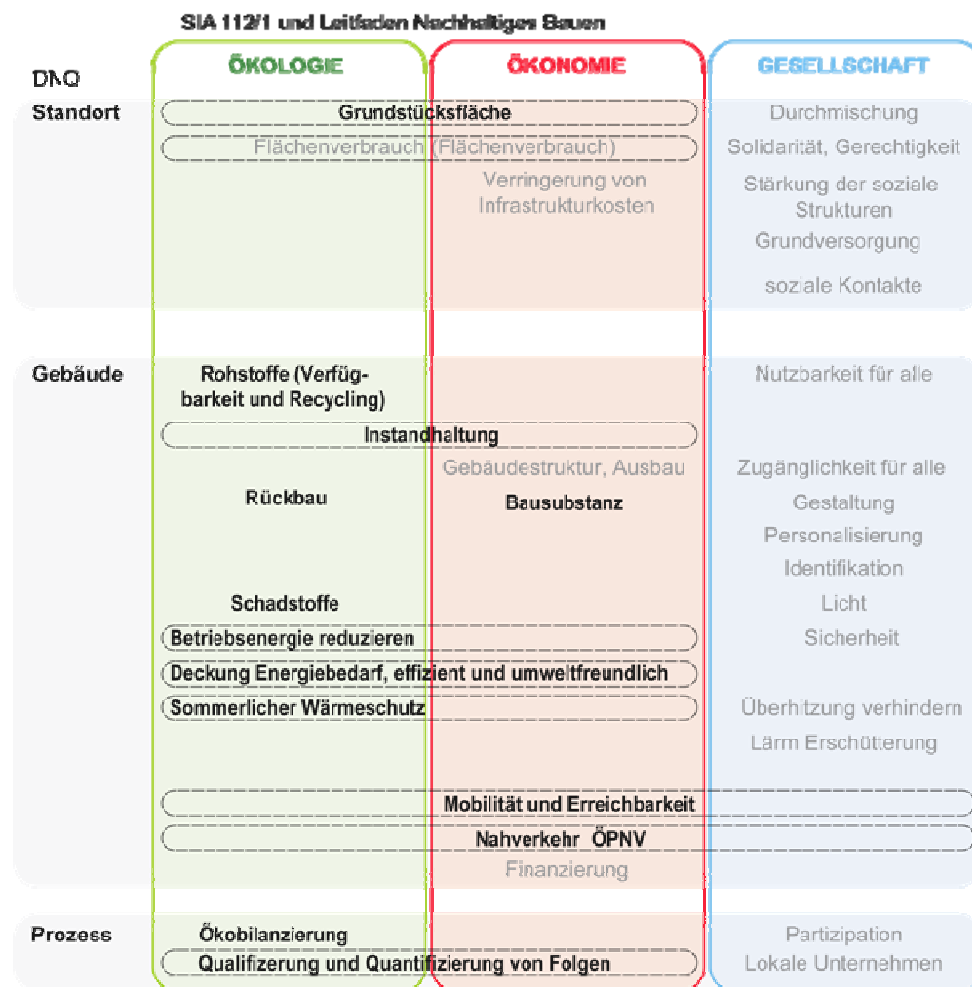 SIA 112/1 und Leitfaden Nachhaltiges Bauen
ÖKOLOGIE
ÖKONOMIE
GESELLSCHAFT
DNQ
Standort
Grundstücksfläche
Durchmischung
Flächenverbrauch (Flächenverbrauch)
Solidarität, Gerechtigkeit
Verringerung von
Infrastrukturkosten
Stärkung der soziale
Strukturen
Grundversorgung
soziale Kontakte
Gebäude
Rohstoffe (Verfüg-
barkeit und Recycling)
Nutzbarkeit für alle
Instandhaltung
Gebäudestruktur, Ausbau
Zugänglichkeit für alle
Rückbau
Bausubstanz
Gestaltung
Personalisierung
Identifikation
Schadstoffe
Licht
Betriebsenergie reduzieren
Sicherheit
Deckung Energiebedarf, effizient und umweltfreundlich
Sommerlicher Wärmeschutz
Überhitzung verhindern
Lärm Erschütterung
Mobilität und Erreichbarkeit
Nahverkehr ÖPNV
Finanzierung
Prozess
Ökobilanzierung
Partizipation
Qualifizerung und Quantifizierung von Folgen
Lokale Unternehmen